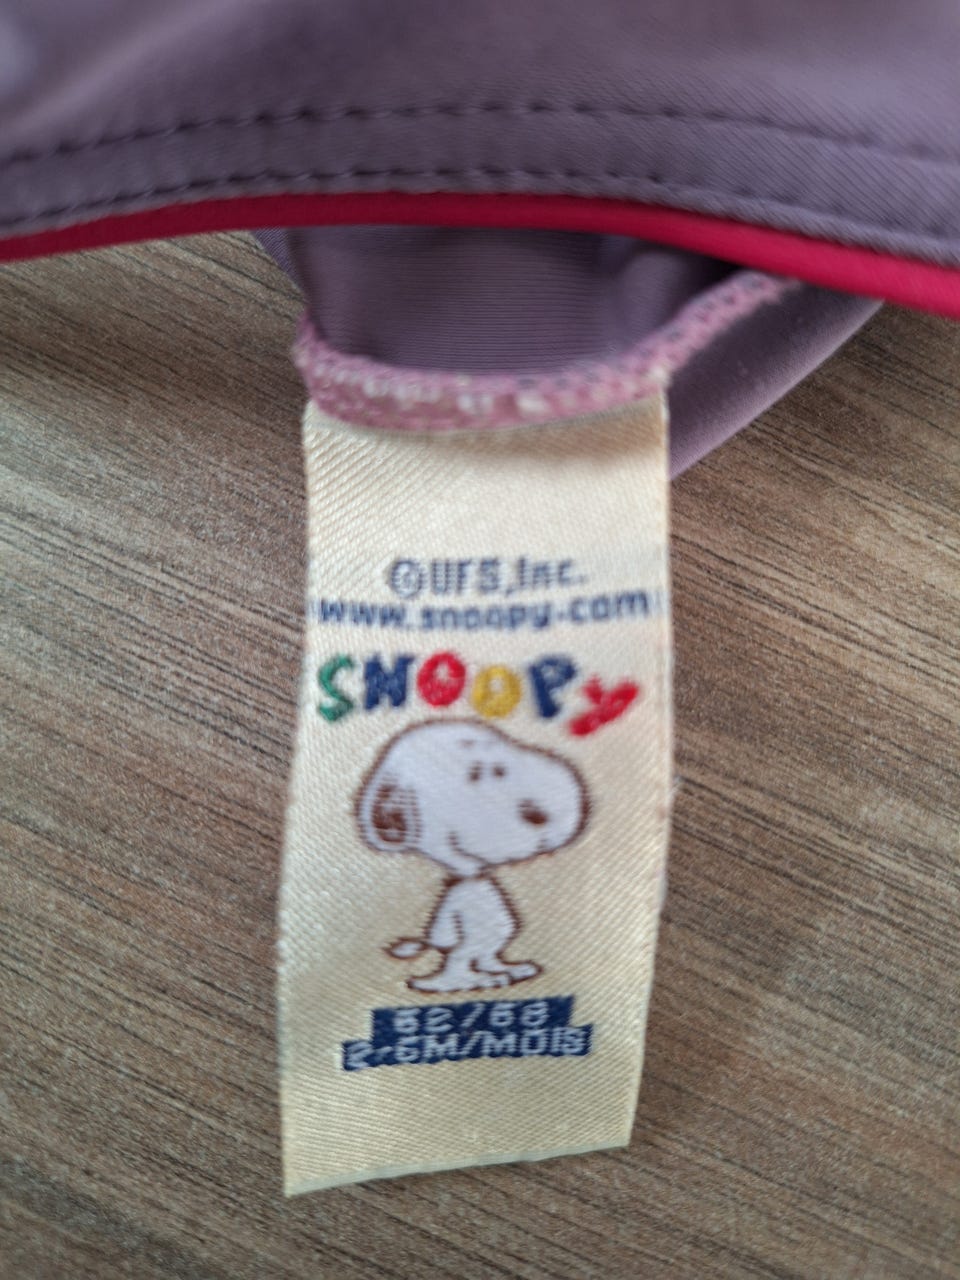 ©UFS,Inc.
www.snoopy.com
SNOOPY
62/68
2-6M/MOIS